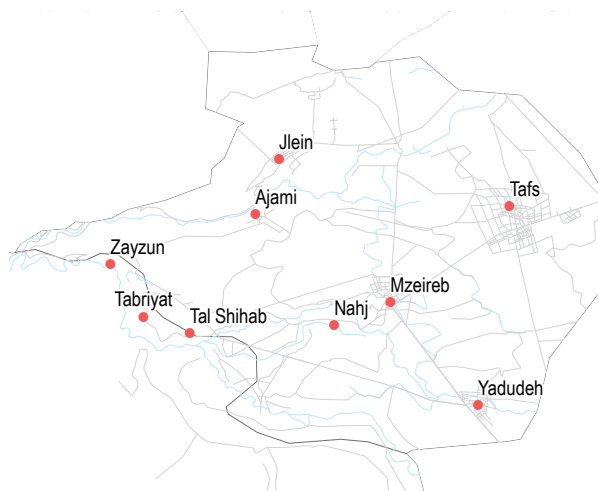 Jlein
Tafs
Ajami
Zayzun
Mzeireb
Tabriyat
Nahj
Tal Shihab
Yadudeh